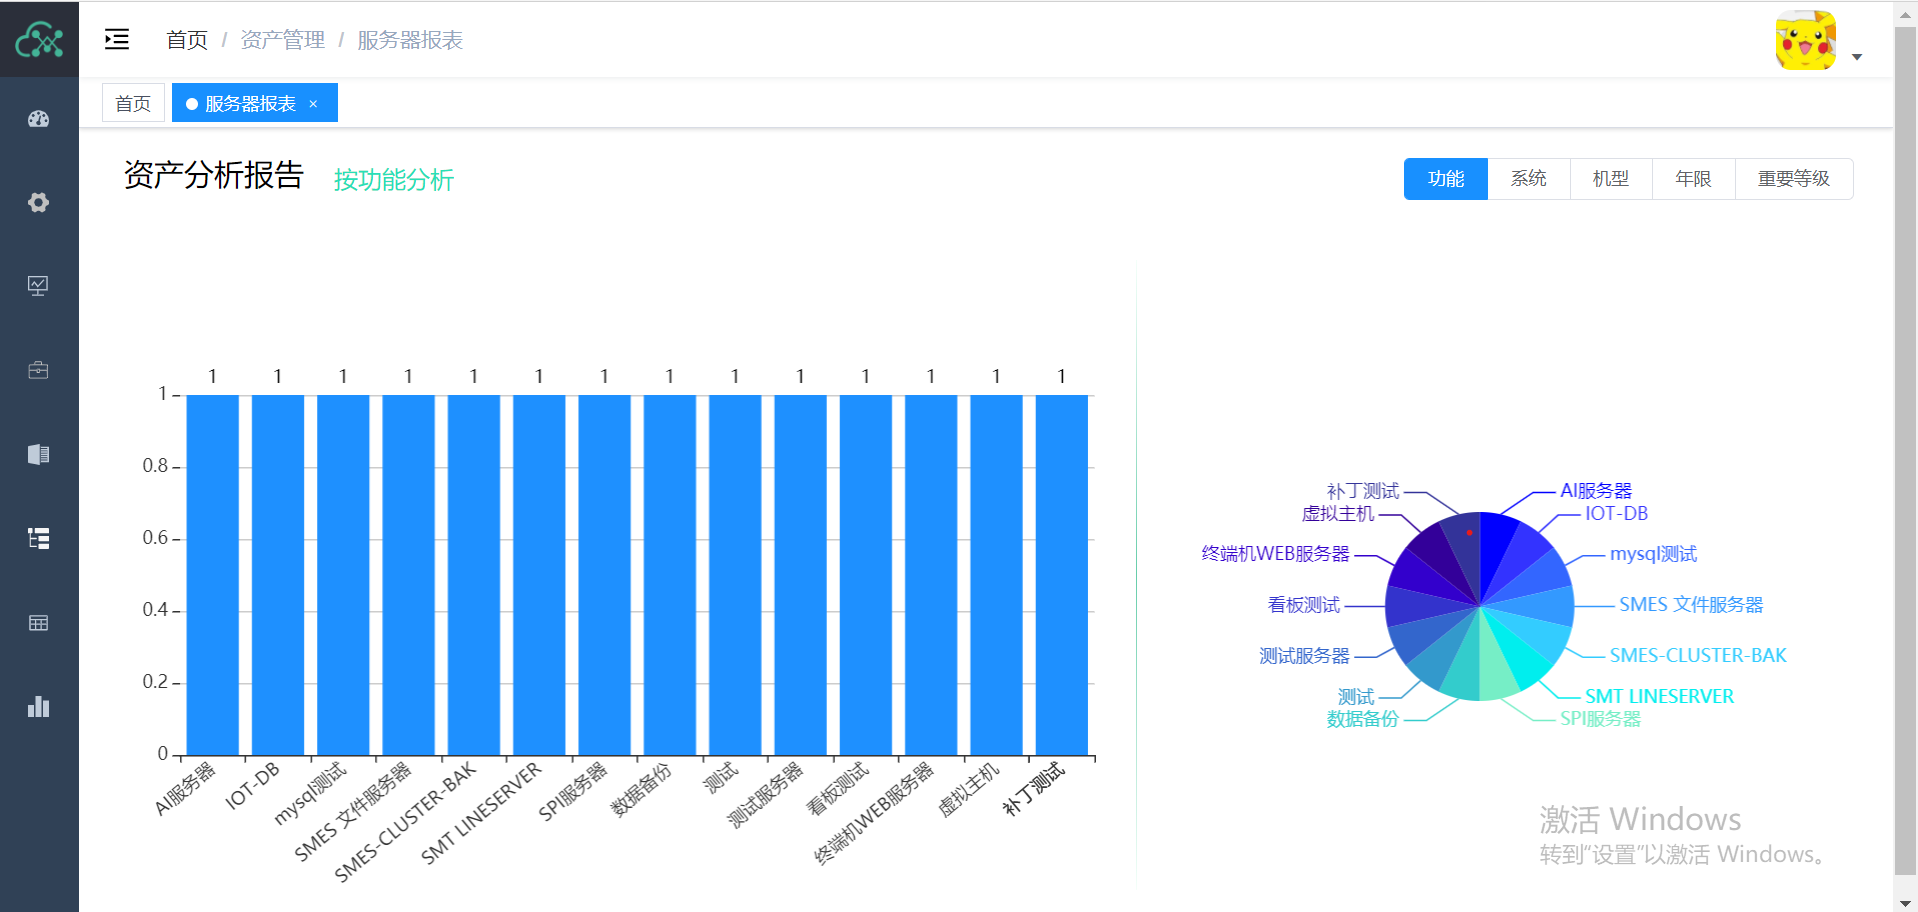 首页 / 资产管理 / 服务器报表
首页
服务器报表 ×
资产分析报告 按功能分析
功能 系统 机型 年限 重要等级
1 1 1 1 1 1 1 1 1 1 1 1 1 1
1
0.8
0.6
0.4
0.2
0
AI服务器
IOT-DB
mysql测试
SMES 文件服务器
SMES-CLUSTER-BAK
SMT LINESERVER
SPI服务器
数据备份
测试
测试服务器
看板测试
终端机WEB服务器
虚拟主机
补丁测试
补丁测试
虚拟主机
终端机WEB服务器
看板测试
测试服务器
测试
数据备份
AI服务器
IOT-DB
mysql测试
SMES 文件服务器
SMES-CLUSTER-BAK
SMT LINESERVER
SPI服务器
激活 Windows
转到“设置”以激活 Windows。